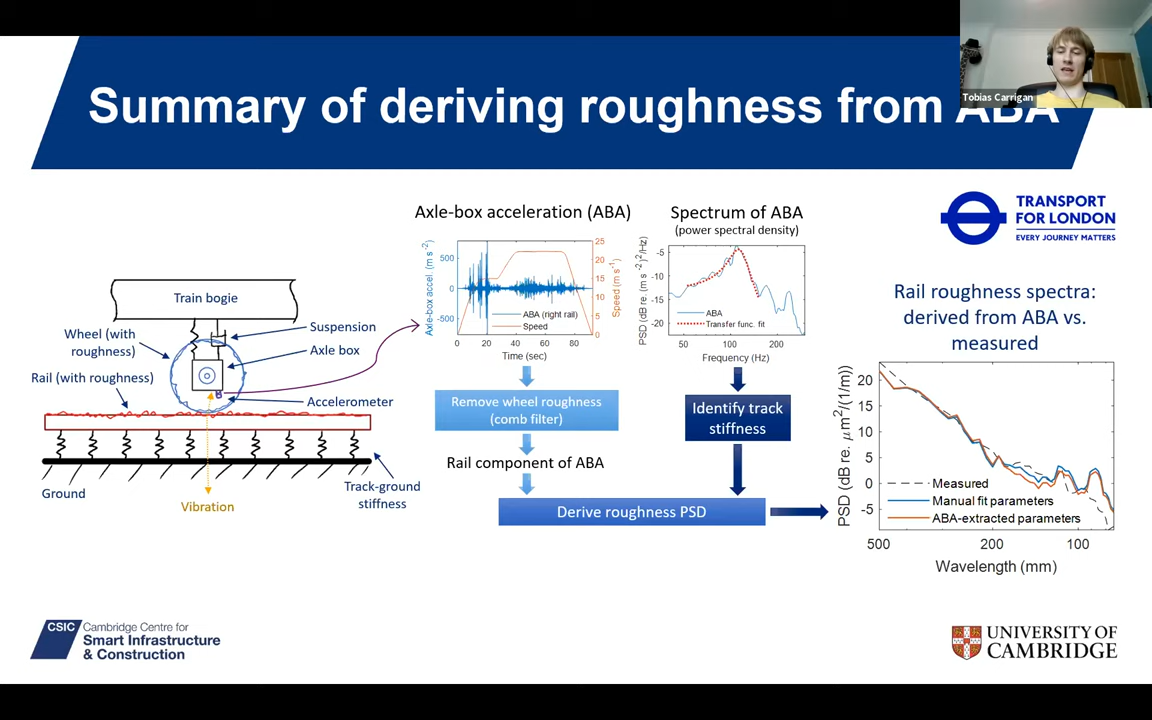 Summary of deriving roughness from ABA
Tobias Carrigan
TRANSPORT
FOR LONDON
EVERY JOURNEY MATTERS
Train bogie
Wheel (with
roughness)
Suspension
Axle box
Rail (with roughness)
Accelerometer
Ground
Vibration
Track-ground
stiffness
Axle-box acceleration (ABA)
Axle-box accel. (m s⁻²)
500
0
-500
25
20
15
10
5
0
Speed (m s⁻¹)
ABA (right rail)
Speed
0 20 40 60 80
Time (sec)
Remove wheel roughness
(comb filter)
Rail component of ABA
Spectrum of ABA
(power spectral density)
PSD (dB re. (m s⁻²)²/Hz)
-5
-10
-15
-20
ABA
Transfer func. fit
50 100 200
Frequency (Hz)
Identify track
stiffness
Derive roughness PSD
Rail roughness spectra:
derived from ABA vs.
measured
PSD (dB re. μm²/(1/m))
20
15
10
5
0
-5
Measured
Manual fit parameters
ABA-extracted parameters
500 200 100
Wavelength (mm)
CSIC
Cambridge Centre for
Smart Infrastructure
& Construction
UNIVERSITY OF
CAMBRIDGE